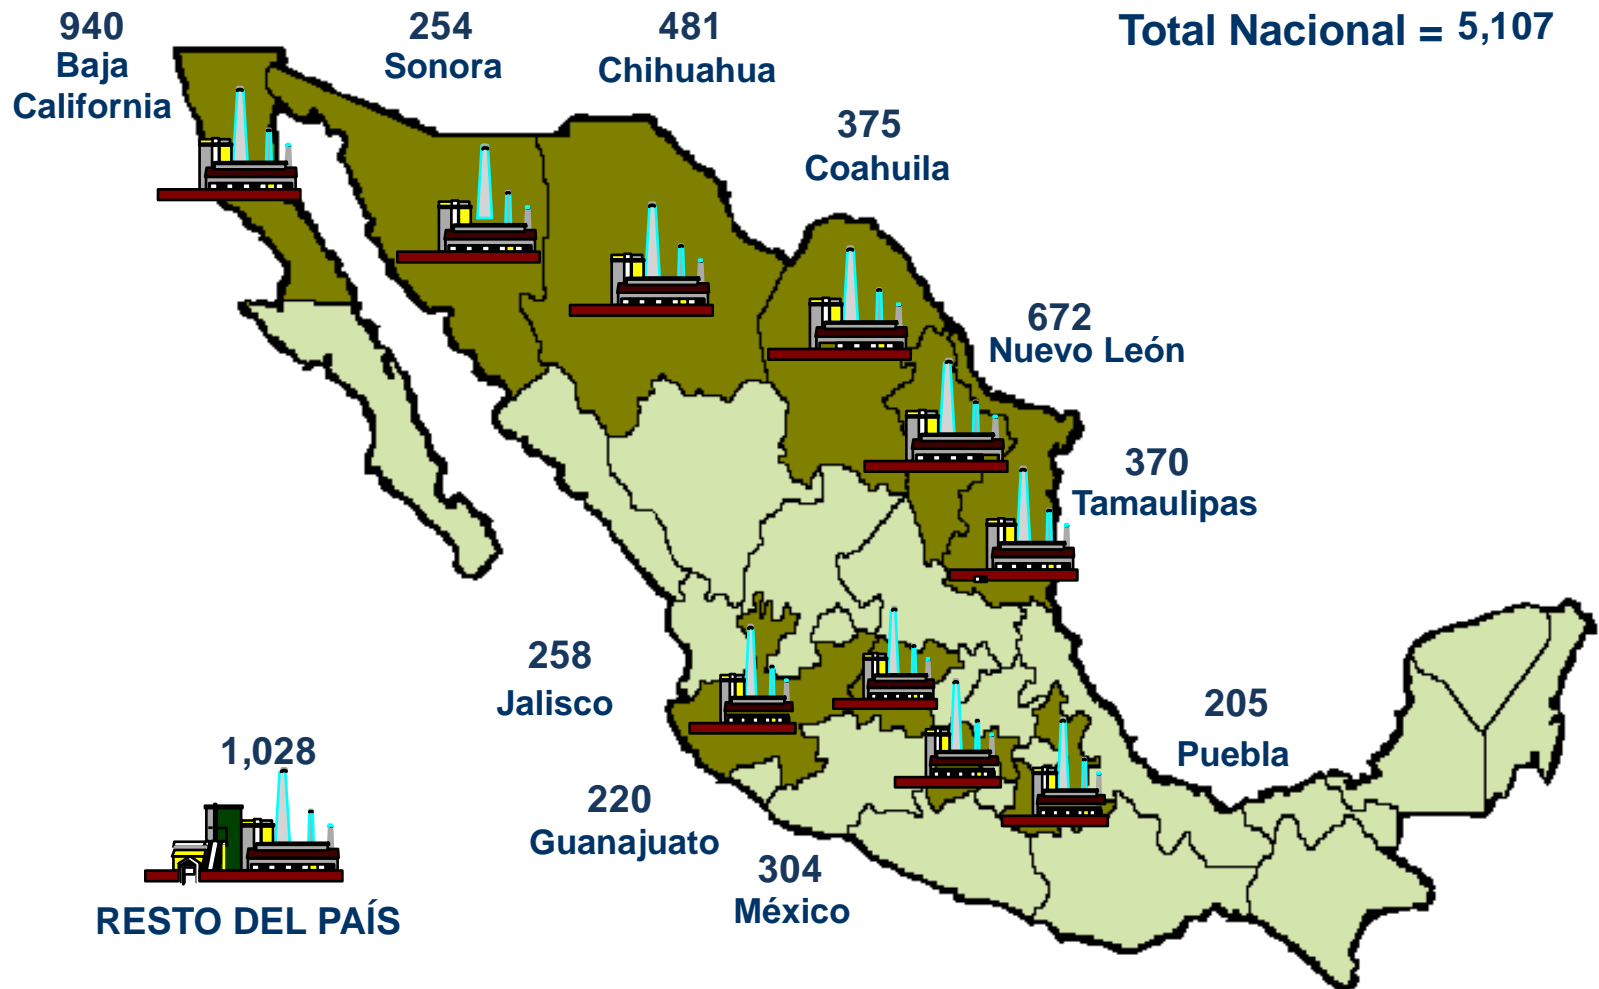 940
Baja
California
254
Sonora
481
Chihuahua
Total Nacional = 5,107
375
Coahuila
672
Nuevo León
370
Tamaulipas
258
Jalisco
205
Puebla
1,028
RESTO DEL PAÍS
220
Guanajuato
304
México